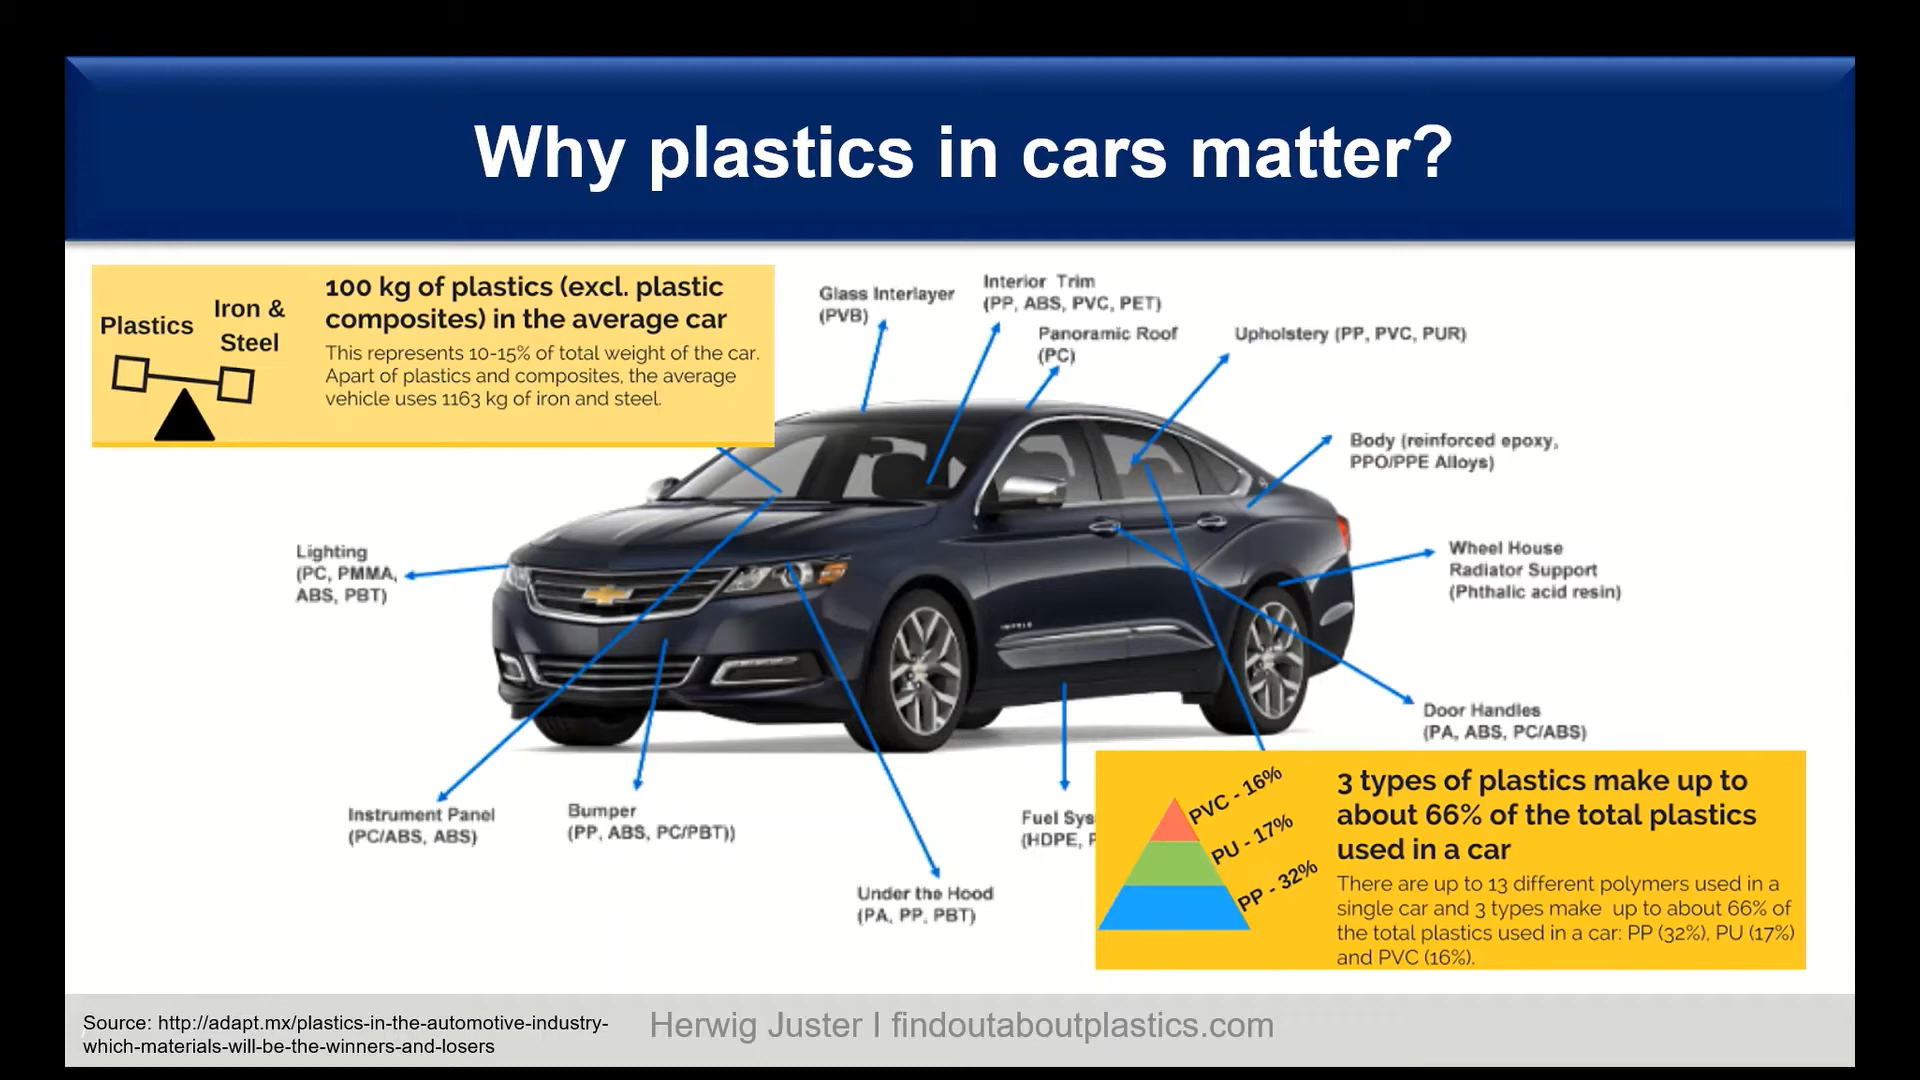 Why plastics in cars matter?
Plastics
Iron &
Steel
100 kg of plastics (excl. plastic
composites) in the average car
This represents 10-15% of total weight of the car.
Apart of plastics and composites, the average
vehicle uses 1163 kg of iron and steel.
Glass Interlayer
(PVB)
Interior Trim
(PP, ABS, PVC, PET)
Panoramic Roof
(PC)
Upholstery (PP, PVC, PUR)
Body (reinforced epoxy,
PPO/PPE Alloys)
Lighting
(PC, PMMA,
ABS, PBT)
Wheel House
Radiator Support
(Phthalic acid resin)
Door Handles
(PA, ABS, PC/ABS)
Instrument Panel
(PC/ABS, ABS)
Bumper
(PP, ABS, PC/PBT))
Under the Hood
(PA, PP, PBT)
Fuel Sys
(HDPE, P
PVC - 16%
PU - 17%
PP - 32%
3 types of plastics make up to
about 66% of the total plastics
used in a car
There are up to 13 different polymers used in a
single car and 3 types make up to about 66% of
the total plastics used in a car: PP (32%), PU (17%)
and PVC (16%).
Source: http://adapt.mx/plastics-in-the-automotive-industry-
which-materials-will-be-the-winners-and-losers
Herwig Juster I findoutaboutplastics.com